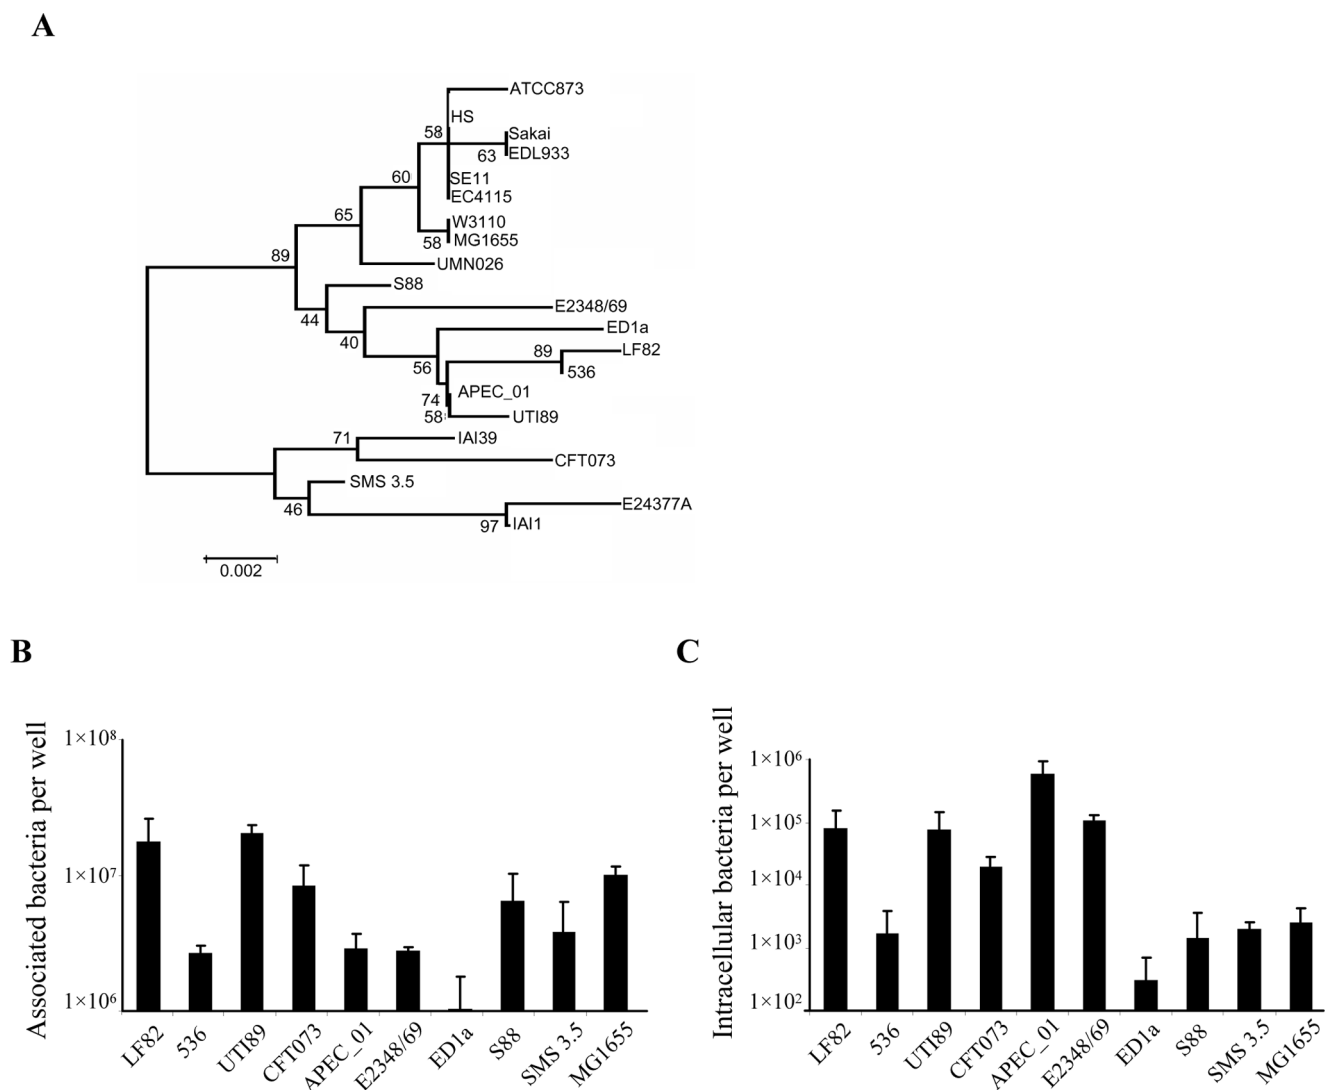 A
ATCC873
HS
58
Sakai
63
EDL933
60
SE11
EC4115
65
W3110
58
MG1655
89
UMN026
S88
44
E2348/69
40
ED1a
89
LF82
56
536
APEC_01
74
58
UTI89
71
IAI39
CFT073
SMS 3.5
46
E24377A
97
IAI1
0.002
B
Associated bacteria per well
1×10⁸
1×10⁷
1×10⁶
LF82
536
UTI89
CFT073
APEC_01
E2248/69
ED1a
S88
SMS 3.5
MG1655
C
Intracellular bacteria per well
1×10⁶
1×10⁵
1×10⁴
1×10³
1×10²
LF82
536
UTI89
CFT073
APEC_01
E2248/69
ED1a
S88
SMS 3.5
MG1655